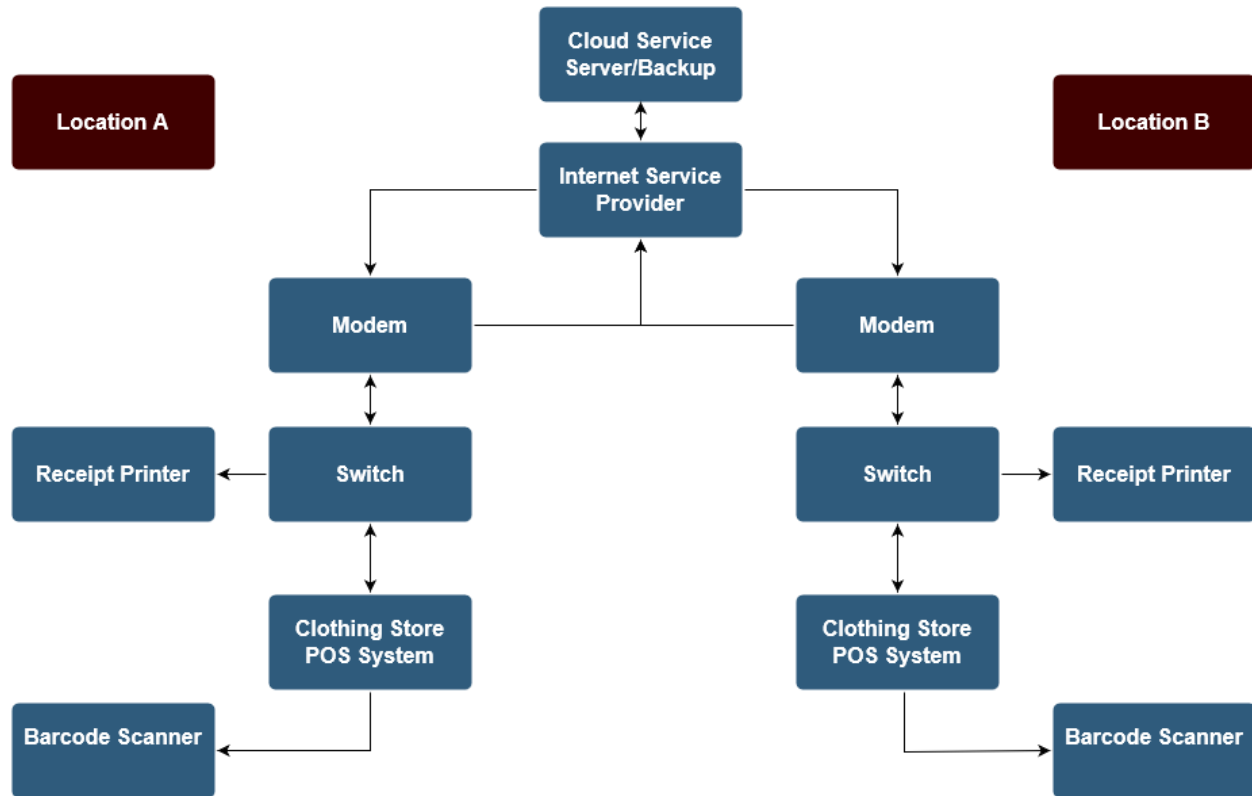 Cloud Service
Server/Backup
Location A
Location B
Internet Service
Provider
Modem
Modem
Receipt Printer
Switch
Switch
Receipt Printer
Clothing Store
POS System
Clothing Store
POS System
Barcode Scanner
Barcode Scanner